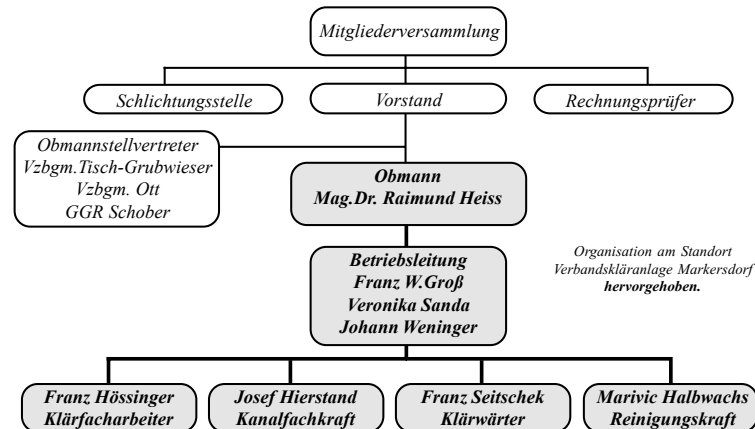 Mitgliederversammlung
Schlichtungsstelle
Vorstand
Rechnungsprüfer
Obmannstellvertreter
Vzbgm.Tisch-Grubwieser
Vzbgm. Ott
GGR Schober
Obmann
Mag.Dr. Raimund Heiss
Betriebsleitung
Franz W.Groß
Veronika Sanda
Johann Weninger
Organisation am Standort
Verbandskläranlage Markersdorf
hervorgehoben.
Franz Hössinger
Klärfacharbeiter
Josef Hierstand
Kanalfachkraft
Franz Seitschek
Klärwärter
Marivic Halbwachs
Reinigungskraft